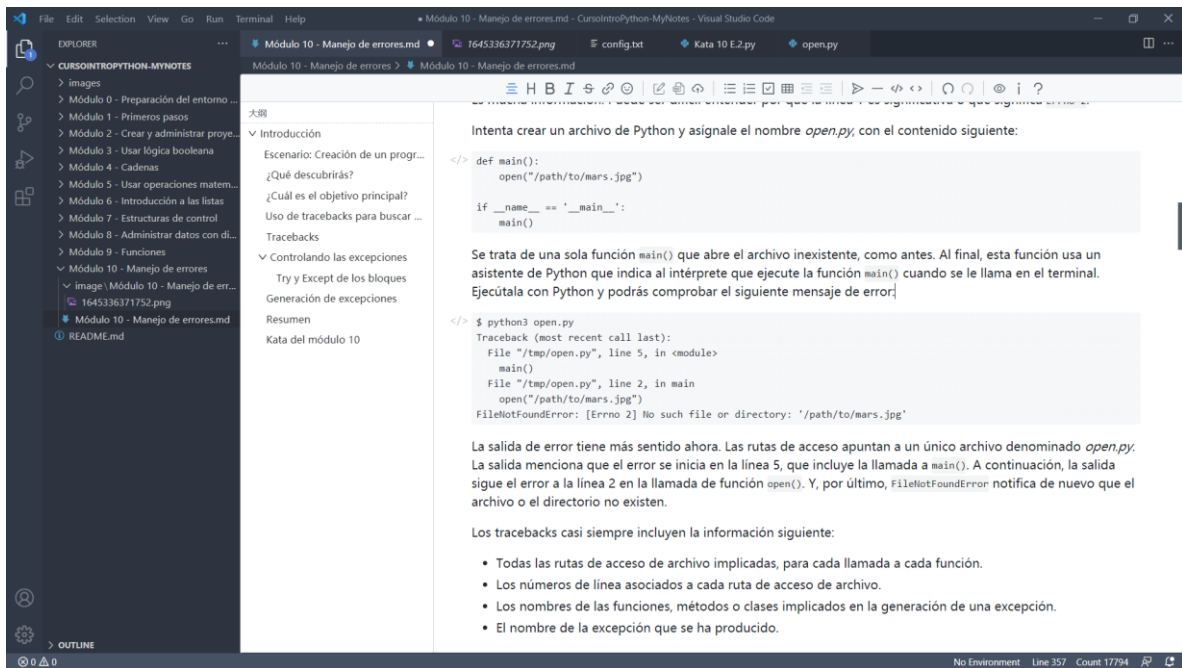 File Edit Selection View Go Run Terminal Help
● Módulo 10 - Manejo de errores.md - CursoIntroPython-MyNotes - Visual Studio Code
EXPLORER
CURSOINTROPYTHON-MYNOTES
images
Módulo 0 - Preparación del entorno ...
Módulo 1 - Primeros pasos
Módulo 2 - Crear y administrar proye...
Módulo 3 - Usar lógica booleana
Módulo 4 - Cadenas
Módulo 5 - Usar operaciones matem...
Módulo 6 - Introducción a las listas
Módulo 7 - Estructuras de control
Módulo 8 - Administrar datos con di...
Módulo 9 - Funciones
Módulo 10 - Manejo de errores
image \ Módulo 10 - Manejo de err...
1645336371752.png
Módulo 10 - Manejo de errores.md
README.md
OUTLINE
Módulo 10 - Manejo de errores.md ●
1645336371752.png
config.txt
Kata 10 E.2.py
open.py
Módulo 10 - Manejo de errores > Módulo 10 - Manejo de errores.md
大纲
Introducción
Escenario: Creación de un progr...
¿Qué descubrirás?
¿Cuál es el objetivo principal?
Uso de tracebacks para buscar ...
Tracebacks
Controlando las excepciones
Try y Except de los bloques
Generación de excepciones
Resumen
Kata del módulo 10
Intenta crear un archivo de Python y asígnale el nombre open.py, con el contenido siguiente:
def main():
open("/path/to/mars.jpg")
if __name__ == '__main__':
main()
Se trata de una sola función main() que abre el archivo inexistente, como antes. Al final, esta función usa un
asistente de Python que indica al intérprete que ejecute la función main() cuando se le llama en el terminal.
Ejecútala con Python y podrás comprobar el siguiente mensaje de error:
$ python3 open.py
Traceback (most recent call last):
File "/tmp/open.py", line 5, in <module>
main()
File "/tmp/open.py", line 2, in main
open("/path/to/mars.jpg")
FileNotFoundError: [Errno 2] No such file or directory: '/path/to/mars.jpg'
La salida de error tiene más sentido ahora. Las rutas de acceso apuntan a un único archivo denominado open.py.
La salida menciona que el error se inicia en la línea 5, que incluye la llamada a main(). A continuación, la salida
sigue el error a la línea 2 en la llamada de función open(). Y, por último, FileNotFoundError notifica de nuevo que el
archivo o el directorio no existen.
Los tracebacks casi siempre incluyen la información siguiente:
• Todas las rutas de acceso de archivo implicadas, para cada llamada a cada función.
• Los números de línea asociados a cada ruta de acceso de archivo.
• Los nombres de las funciones, métodos o clases implicados en la generación de una excepción.
• El nombre de la excepción que se ha producido.
0 0
No Environment Line 357 Count 17794